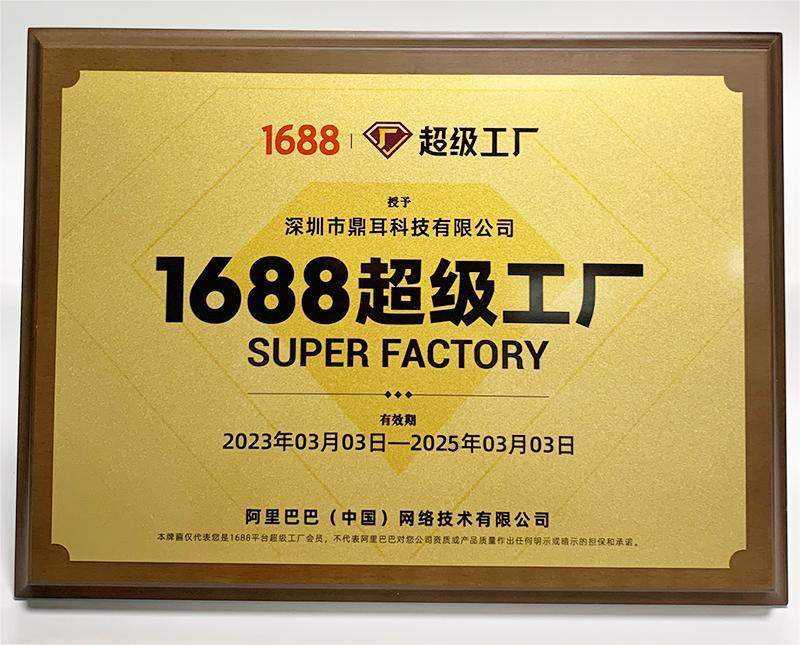 1688 | 超级工厂
授予
深圳市鼎耳科技有限公司
1688超级工厂
SUPER FACTORY
有效期
2023年03月03日—2025年03月03日
阿里巴巴（中国）网络技术有限公司
本牌匾仅代表您是1688平台超级工厂会员，不代表阿里巴巴对您公司资质或产品质量作出任何明示或暗示的担保和承诺。